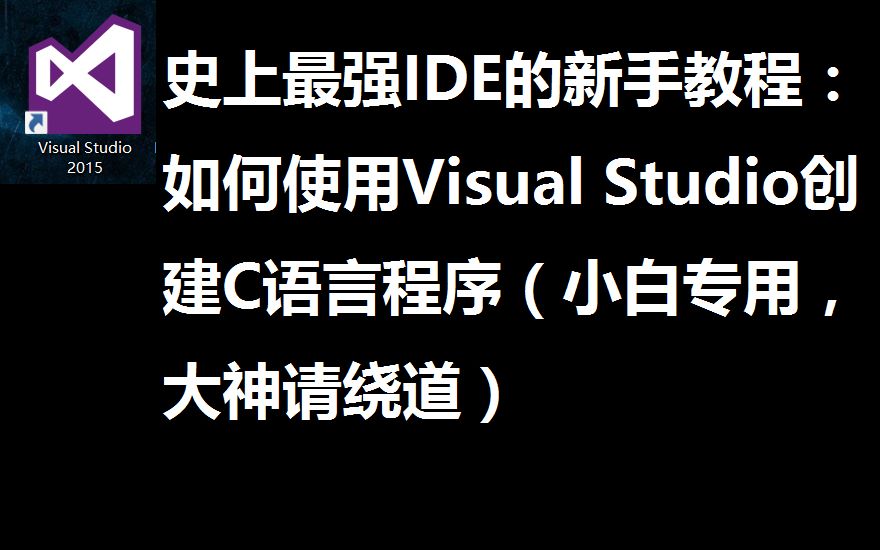 Visual Studio
2015
史上最强IDE的新手教程：
如何使用Visual Studio创
建C语言程序（小白专用，
大神请绕道）